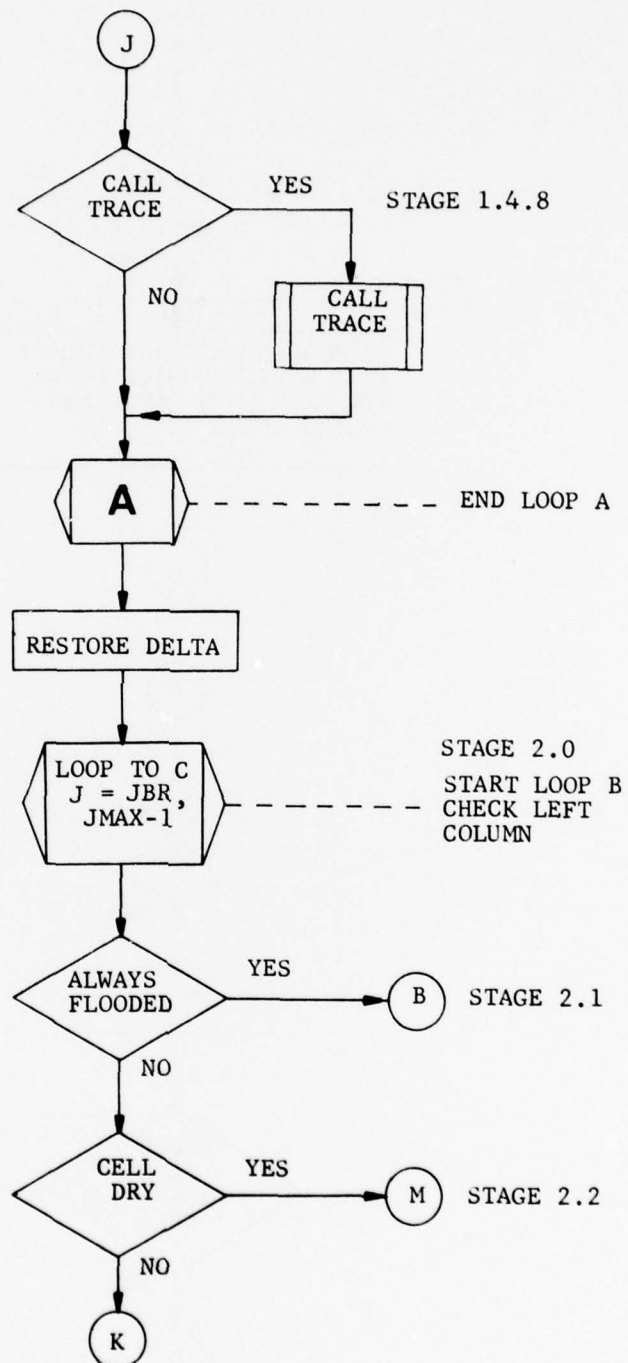 J
CALL
TRACE
YES
STAGE 1.4.8
NO
CALL
TRACE
A
END LOOP A
RESTORE DELTA
LOOP TO C
J = JBR,
JMAX-1
STAGE 2.0
START LOOP B
CHECK LEFT
COLUMN
ALWAYS
FLOODED
YES
B
STAGE 2.1
NO
CELL
DRY
YES
M
STAGE 2.2
NO
K